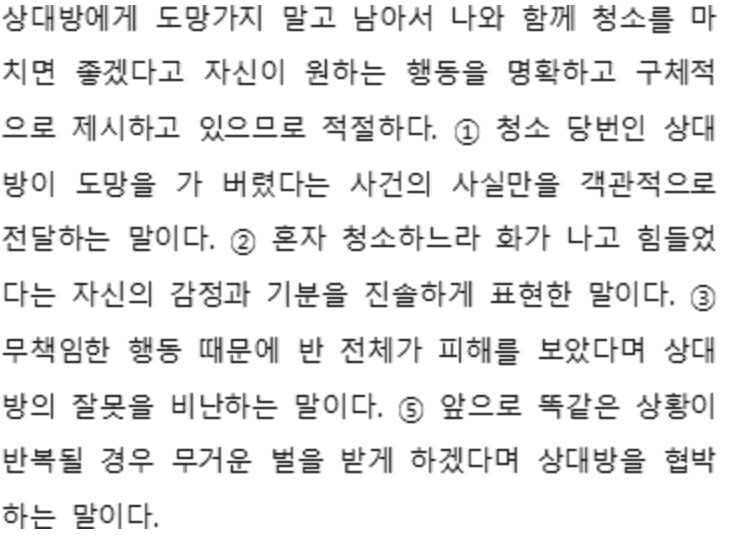 상대방에게 도망가지 말고 남아서 나와 함께 청소를 마
치면 좋겠다고 자신이 원하는 행동을 명확하고 구체적
으로 제시하고 있으므로 적절하다. ① 청소 당번인 상대
방이 도망을 가 버렸다는 사건의 사실만을 객관적으로
전달하는 말이다. ② 혼자 청소하느라 화가 나고 힘들었
다는 자신의 감정과 기분을 진솔하게 표현한 말이다. ③
무책임한 행동 때문에 반 전체가 피해를 보았다며 상대
방의 잘못을 비난하는 말이다. ⑤ 앞으로 똑같은 상황이
반복될 경우 무거운 벌을 받게 하겠다며 상대방을 협박
하는 말이다.